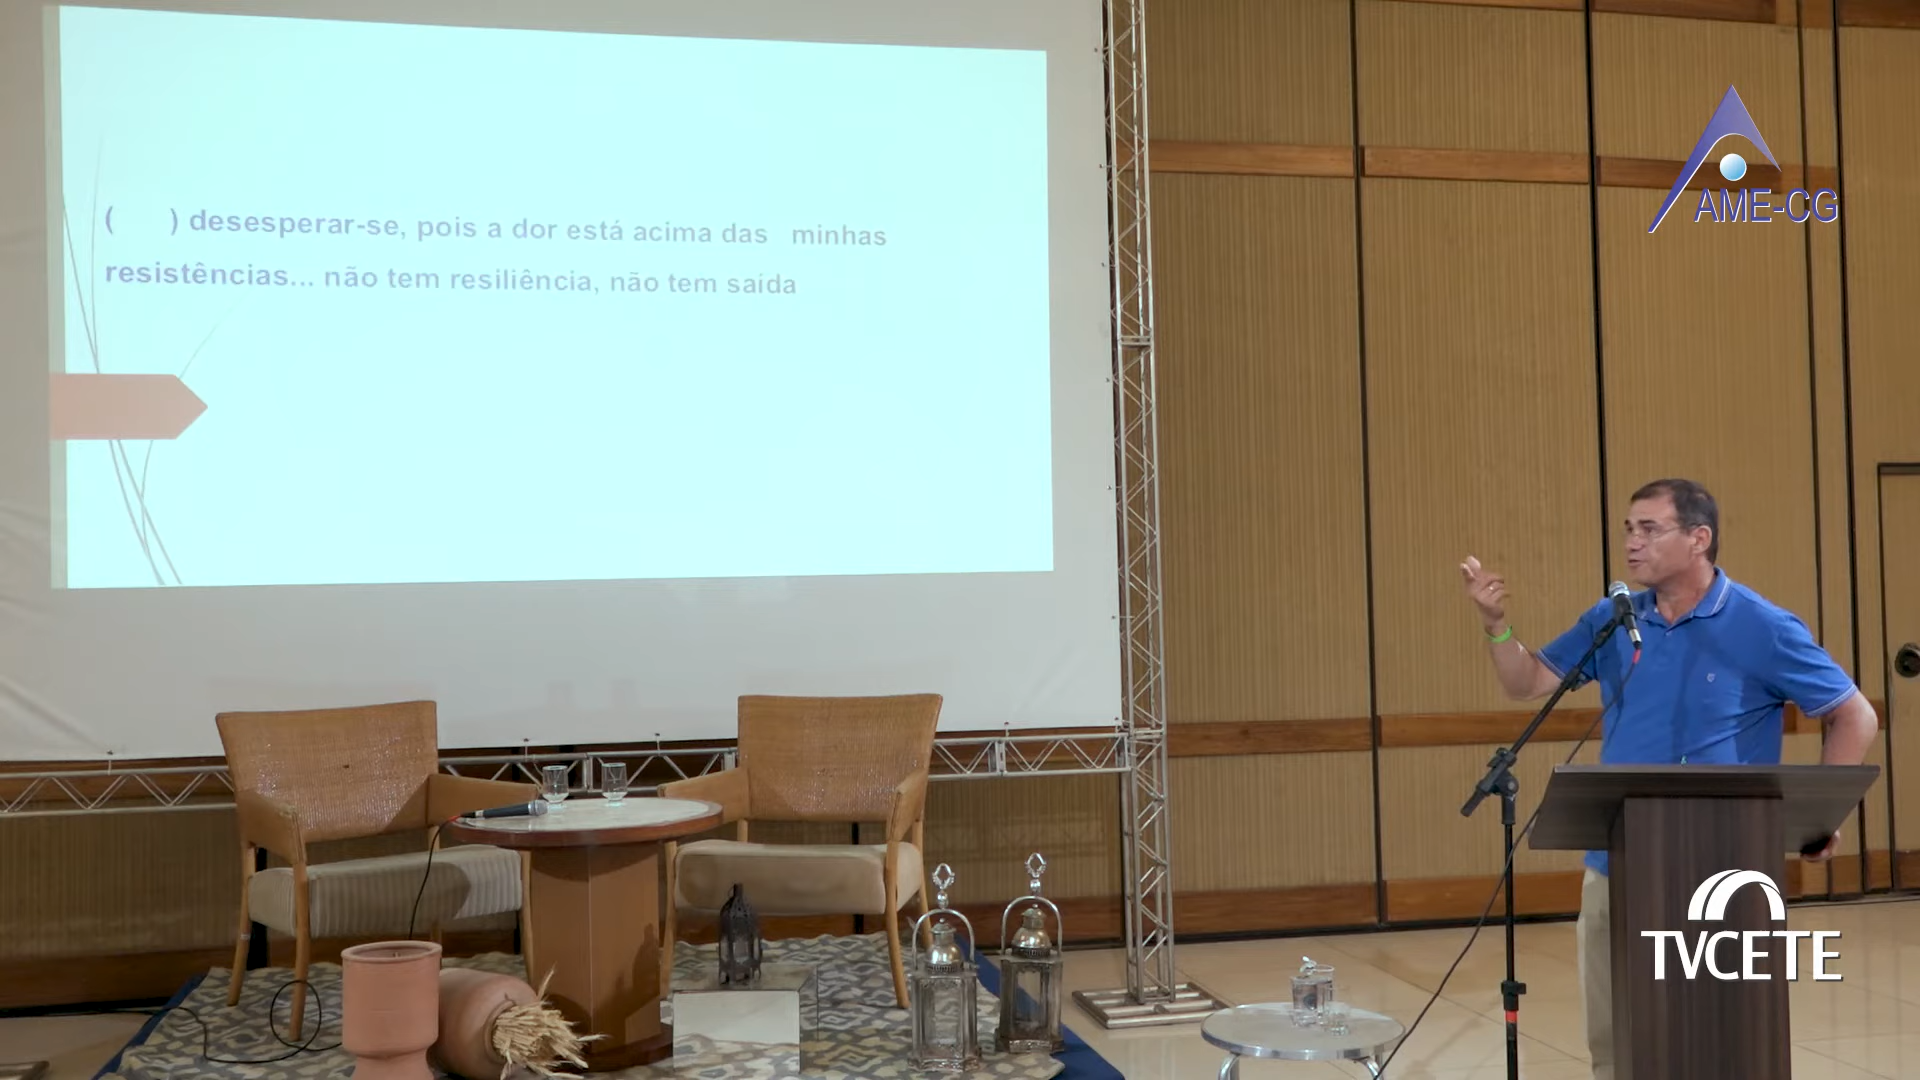 (      ) desesperar-se, pois a dor está acima das   minhas
resistências... não tem resiliência, não tem saida
AME-CG
TVCETE